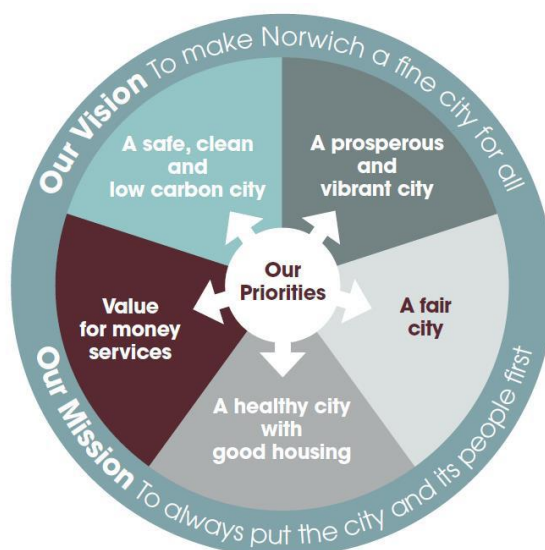 Our Vision To make Norwich a fine city for all
A safe, clean
and
low carbon city
A prosperous
and
vibrant city
Our
Priorities
Value
for money
services
A fair
city
A healthy city
with
good housing
Our Mission To always put the city and its people first